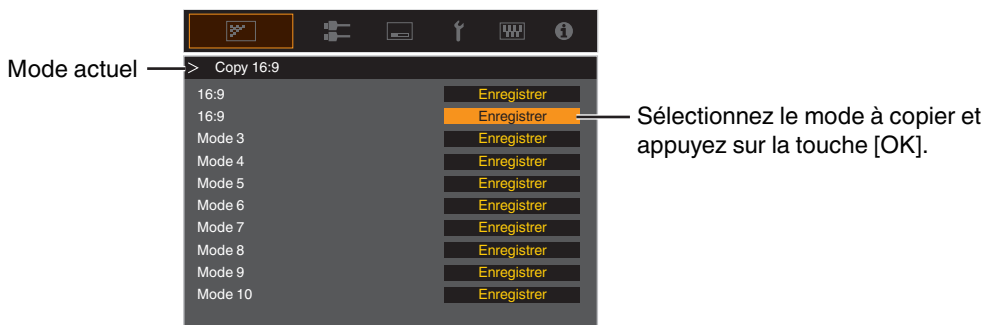 Mode actuel
> Copy 16:9
16:9 Enregistrer
16:9 Enregistrer
Mode 3 Enregistrer
Mode 4 Enregistrer
Mode 5 Enregistrer
Mode 6 Enregistrer
Mode 7 Enregistrer
Mode 8 Enregistrer
Mode 9 Enregistrer
Mode 10 Enregistrer
Sélectionnez le mode à copier et
appuyez sur la touche [OK].